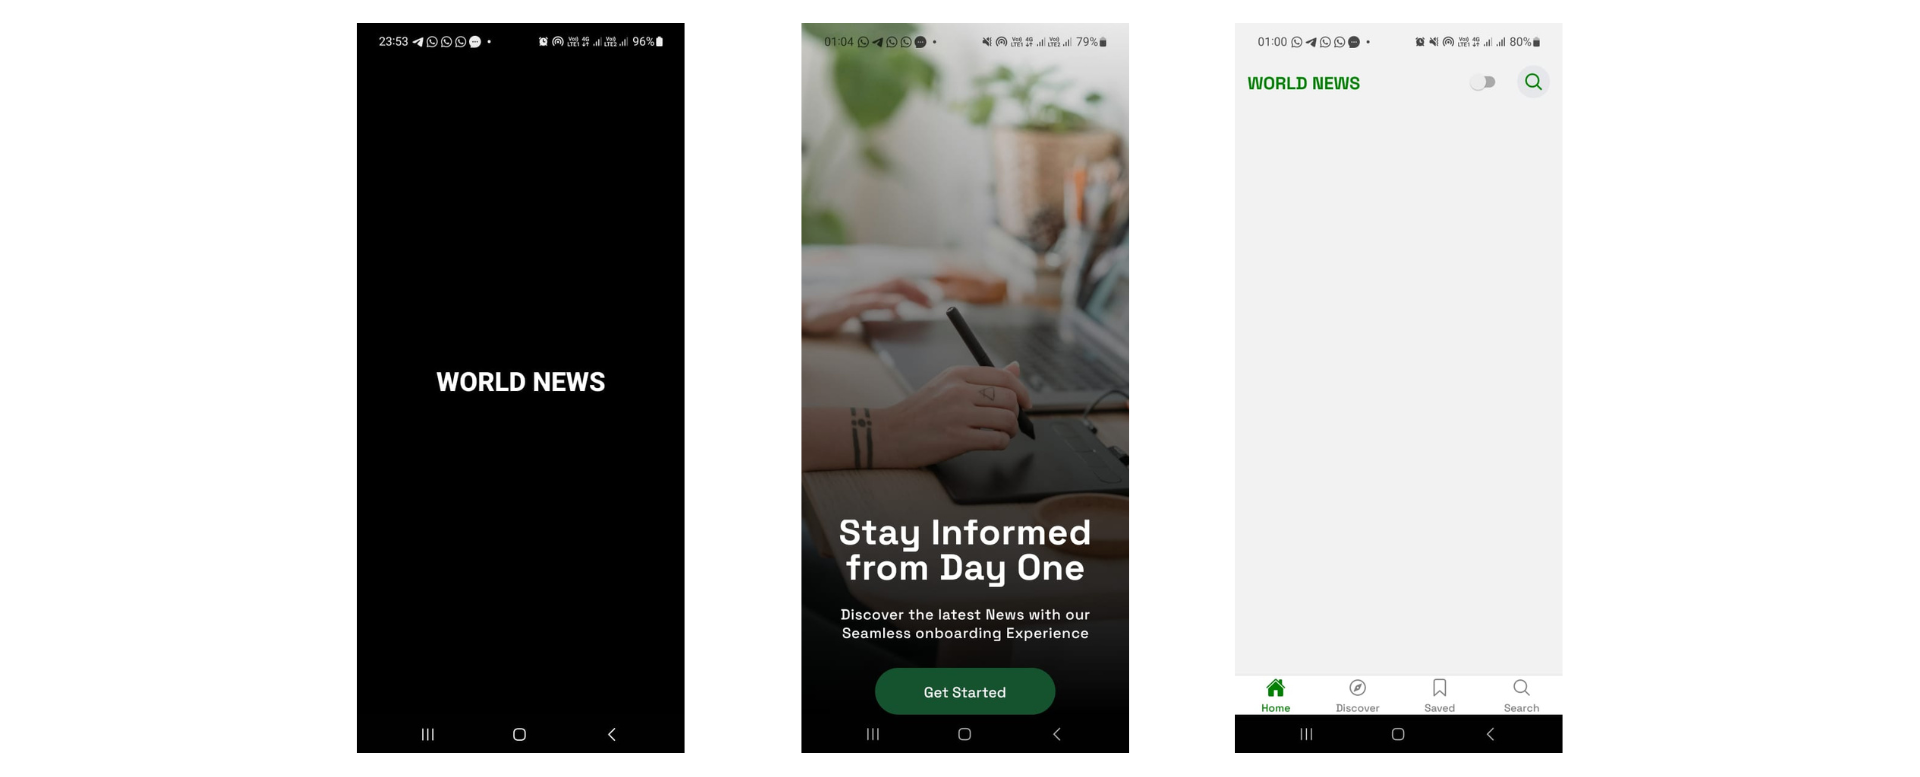 23:53 96%
WORLD NEWS
01:04 79%
Stay Informed
from Day One
Discover the latest News with our
Seamless onboarding Experience
Get Started
01:00 80%
WORLD NEWS
Home Discover Saved Search